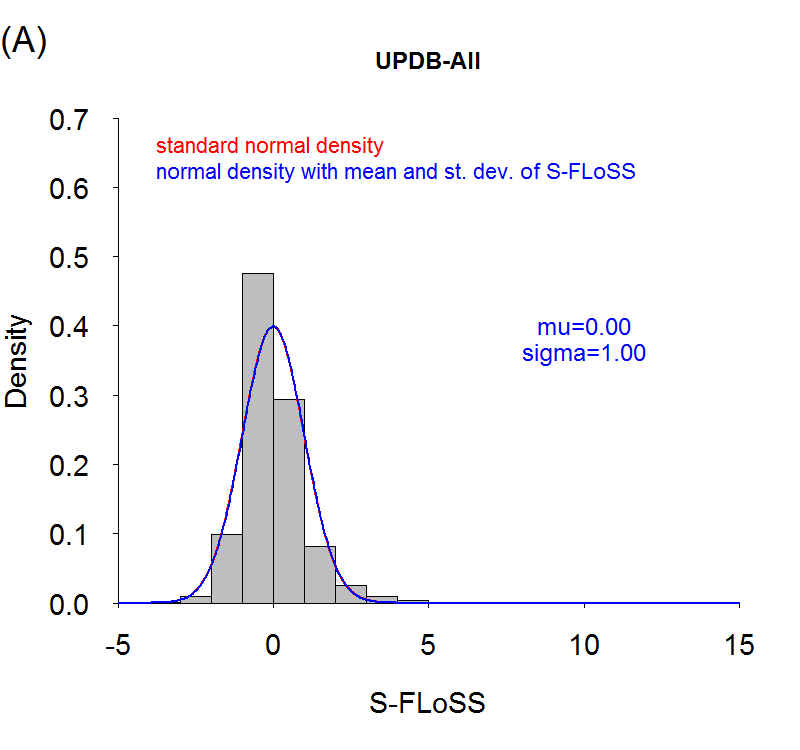 (A)
UPDB-All
0.7
standard normal density
normal density with mean and st. dev. of S-FLoSS
0.6
0.5
0.4
mu=0.00
sigma=1.00
Density
0.3
0.2
0.1
0.0
-5 0 5 10 15
S-FLoSS